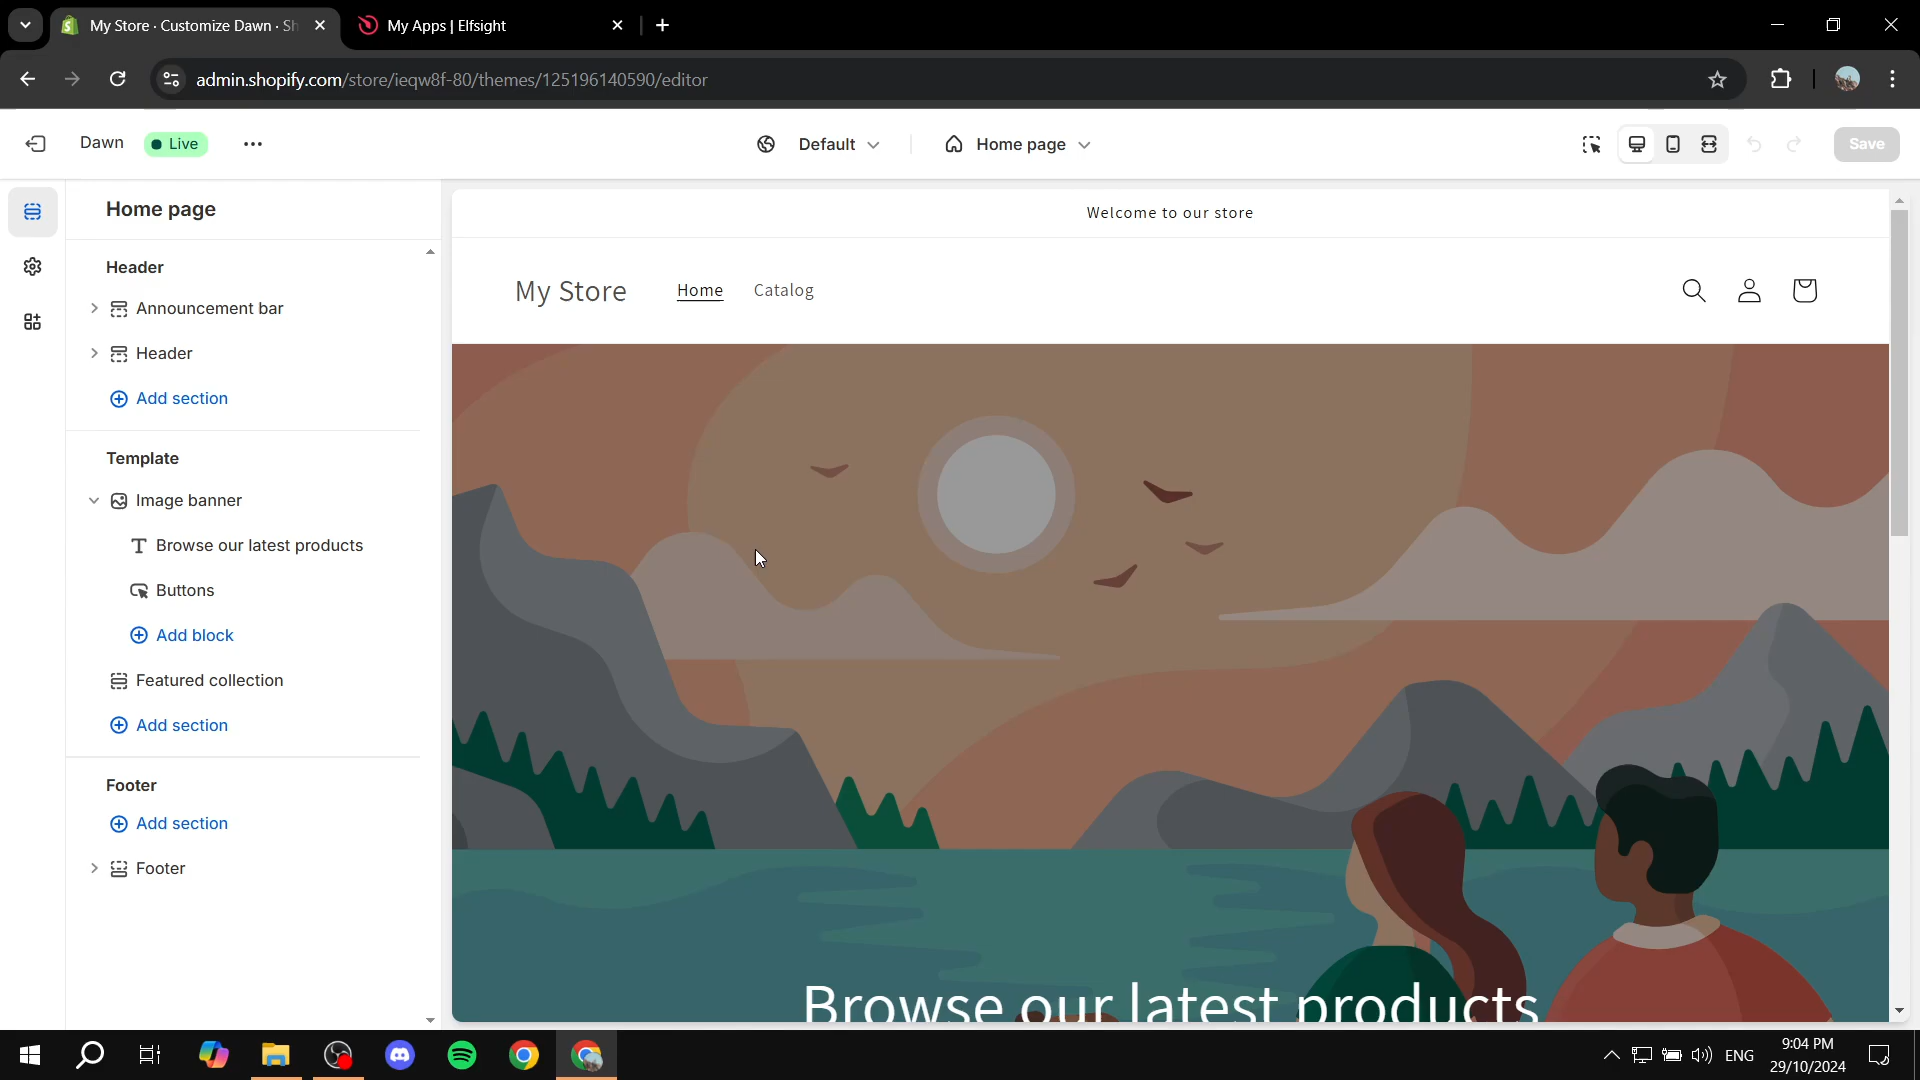 My Store · Customize Dawn · Sh
My Apps | Elfsight
admin.shopify.com/store/ieqw8f-80/themes/125196140590/editor
Dawn
Live
Default
Home page
Save
Home page
Header
Announcement bar
Header
Add section
Template
Image banner
Browse our latest products
Buttons
Add block
Featured collection
Add section
Footer
Add section
Footer
Welcome to our store
My Store
Home
Catalog
Browse our latest products
ENG
9:04 PM
29/10/2024